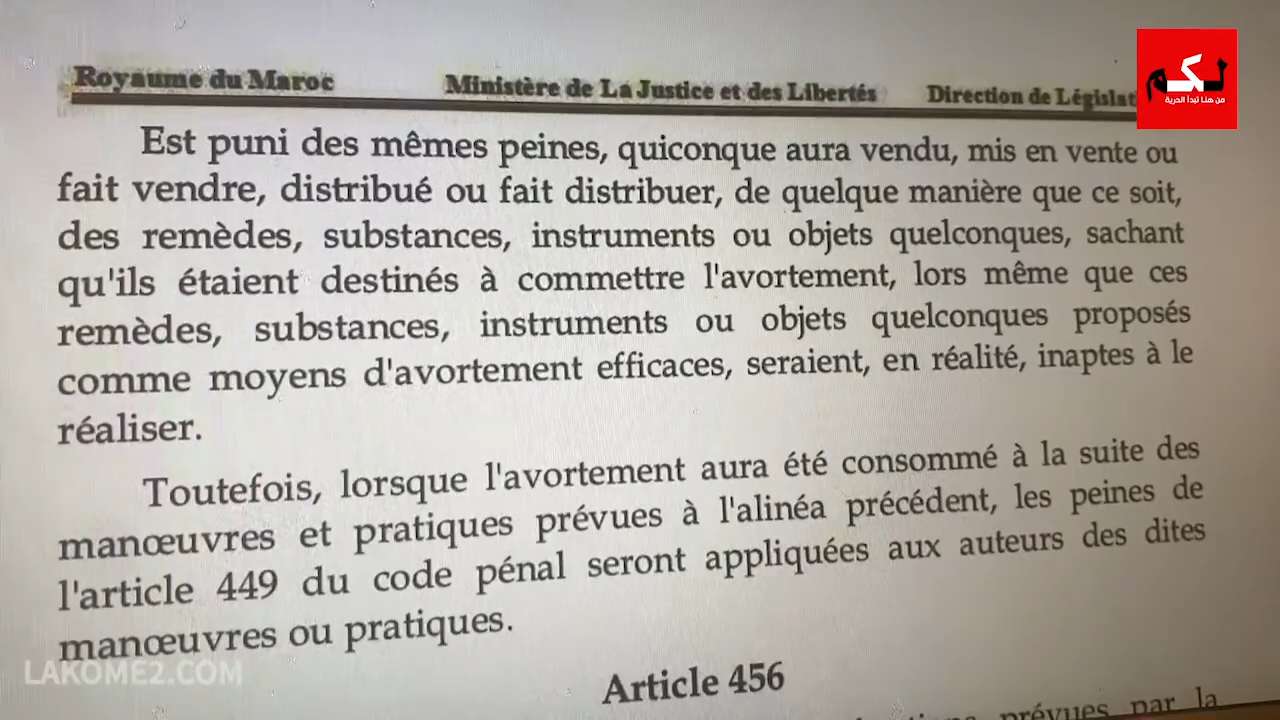 Royaume du Maroc Ministère de La Justice et des Libertés Direction de Législat
لكم
من هنا تبدأ الحرية
Est puni des mêmes peines, quiconque aura vendu, mis en vente ou
fait vendre, distribué ou fait distribuer, de quelque manière que ce soit,
des remèdes, substances, instruments ou objets quelconques, sachant
qu'ils étaient destinés à commettre l'avortement, lors même que ces
remèdes, substances, instruments ou objets quelconques proposés
comme moyens d'avortement efficaces, seraient, en réalité, inaptes à le
réaliser.
Toutefois, lorsque l'avortement aura été consommé à la suite des
manœuvres et pratiques prévues à l'alinéa précédent, les peines de
l'article 449 du code pénal seront appliquées aux auteurs des dites
manœuvres ou pratiques.
LAKOME2.COM
Article 456
prévues par la